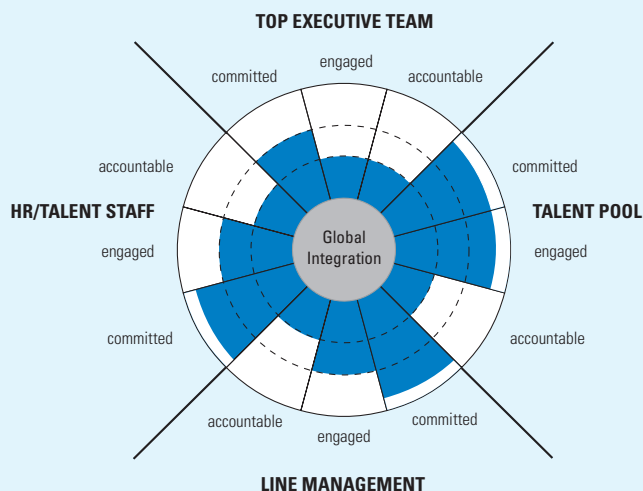 TOP EXECUTIVE TEAM
engaged
committed
accountable
accountable
committed
HR/TALENT STAFF
Global
Integration
TALENT POOL
engaged
engaged
committed
accountable
accountable
committed
engaged
LINE MANAGEMENT